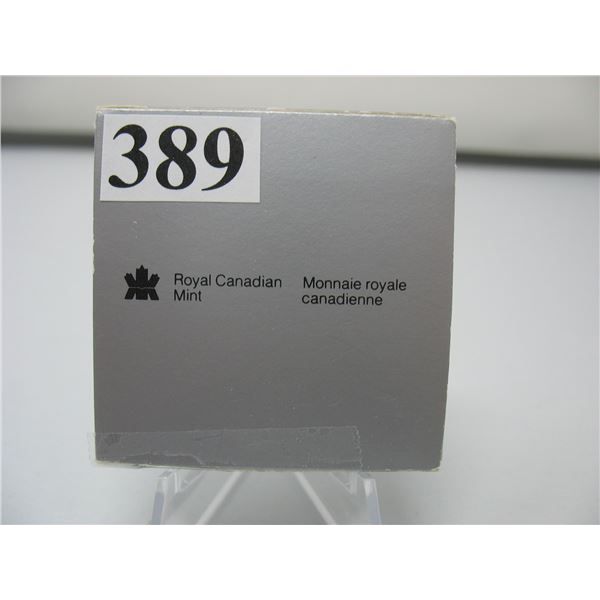 389
Royal Canadian
Mint
Monnaie royale
canadienne